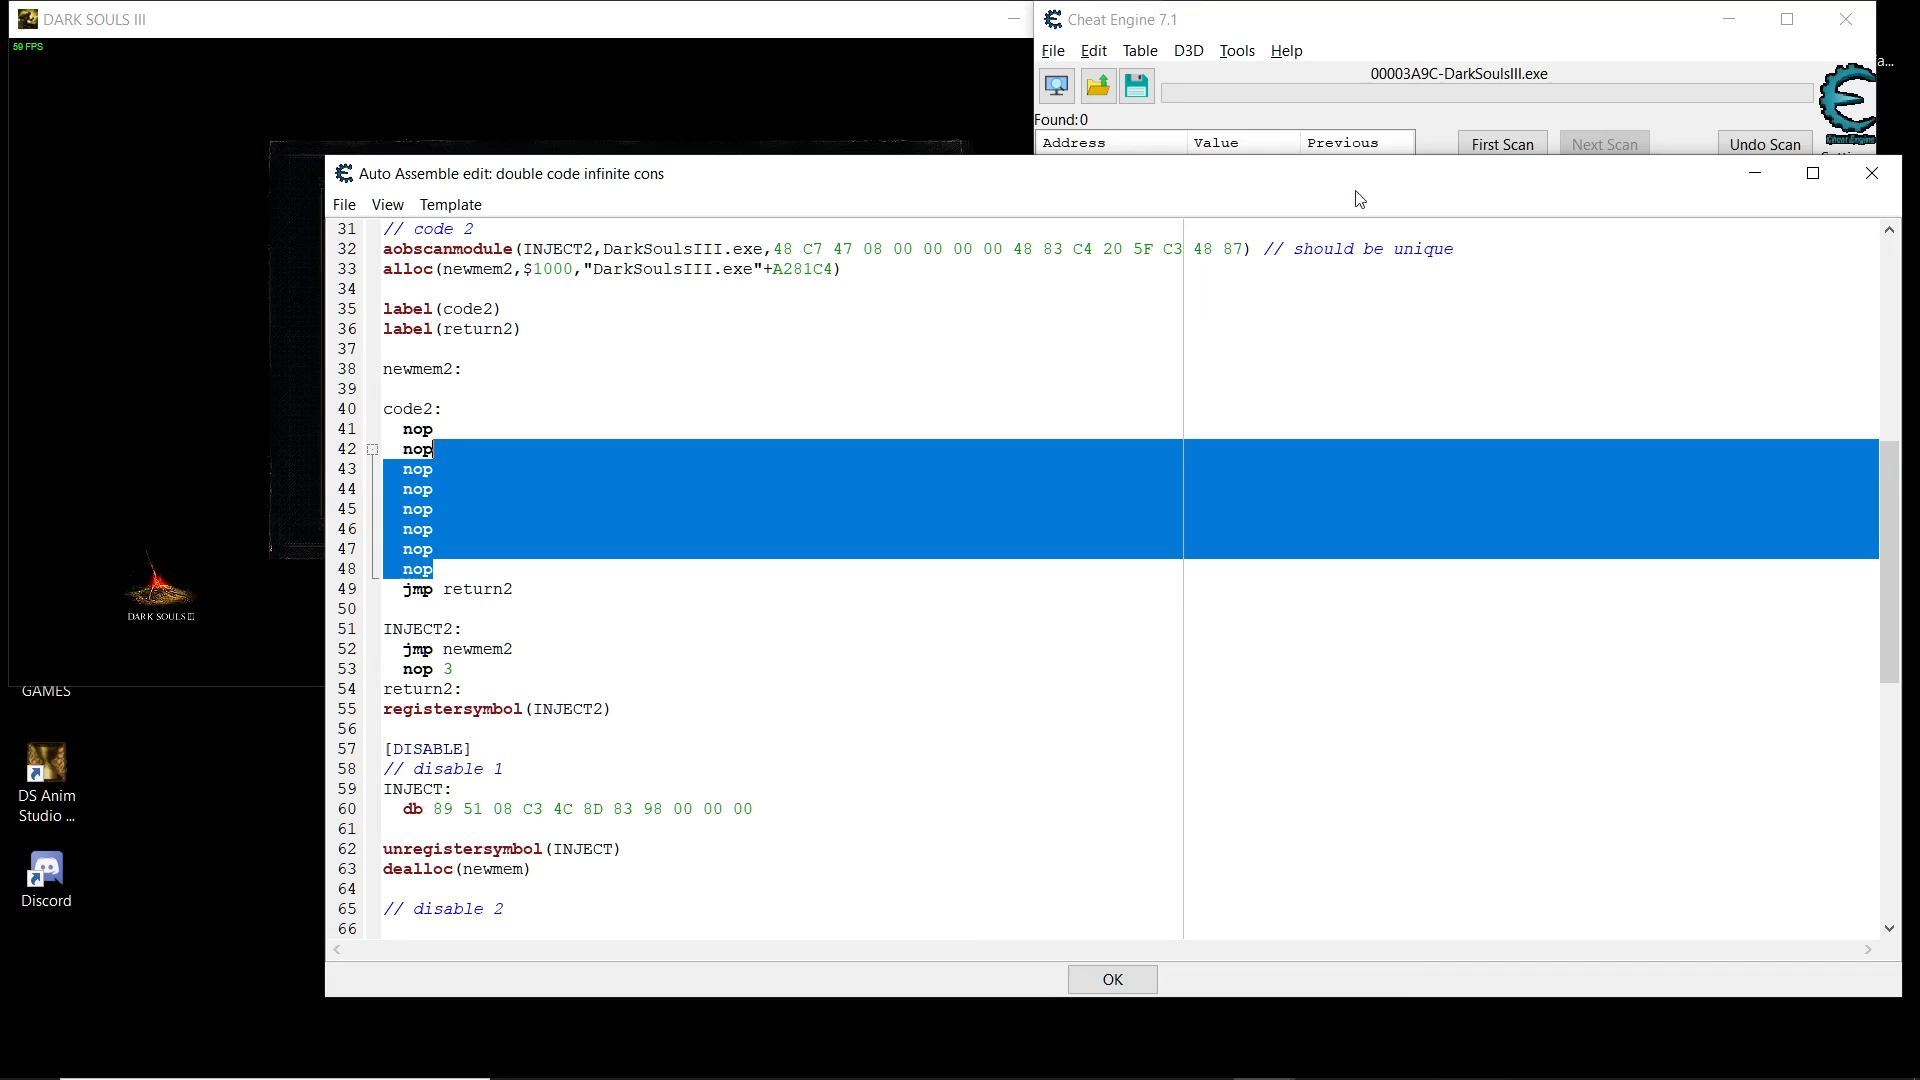 DARK SOULS III
59 FPS
Cheat Engine 7.1
File Edit Table D3D Tools Help
00003A9C-DarkSoulsIII.exe
a...
Found:0
Address Value Previous
First Scan Next Scan Undo Scan
Cheat Engine
Auto Assemble edit: double code infinite cons
File View Template
31 // code 2
32 aobscanmodule(INJECT2,DarkSoulsIII.exe,48 C7 47 08 00 00 00 00 48 83 C4 20 5F C3 48 87) // should be unique
33 alloc(newmem2,$1000,"DarkSoulsIII.exe"+A281C4)
34
35 label(code2)
36 label(return2)
37
38 newmem2:
39
40 code2:
41 nop
42 nop
43 nop
44 nop
45 nop
46 nop
47 nop
48 nop
49 jmp return2
50
51 INJECT2:
52 jmp newmem2
53 nop 3
54 return2:
55 registersymbol(INJECT2)
56
57 [DISABLE]
58 // disable 1
59 INJECT:
60 db 89 51 08 C3 4C 8D 83 98 00 00 00
61
62 unregistersymbol(INJECT)
63 dealloc(newmem)
64
65 // disable 2
66
OK
DARK SOULS III
GAMES
DS Anim
Studio ...
Discord